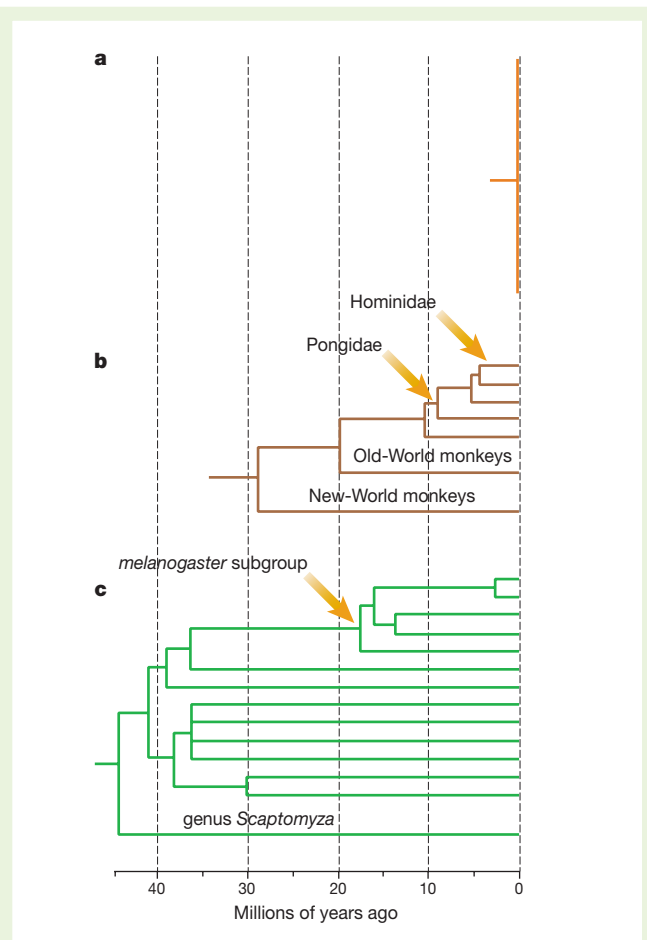 a
Hominidae
Pongidae
b
Old-World monkeys
New-World monkeys
melanogaster subgroup
c
genus Scaptomyza
40 30 20 10 0
Millions of years ago